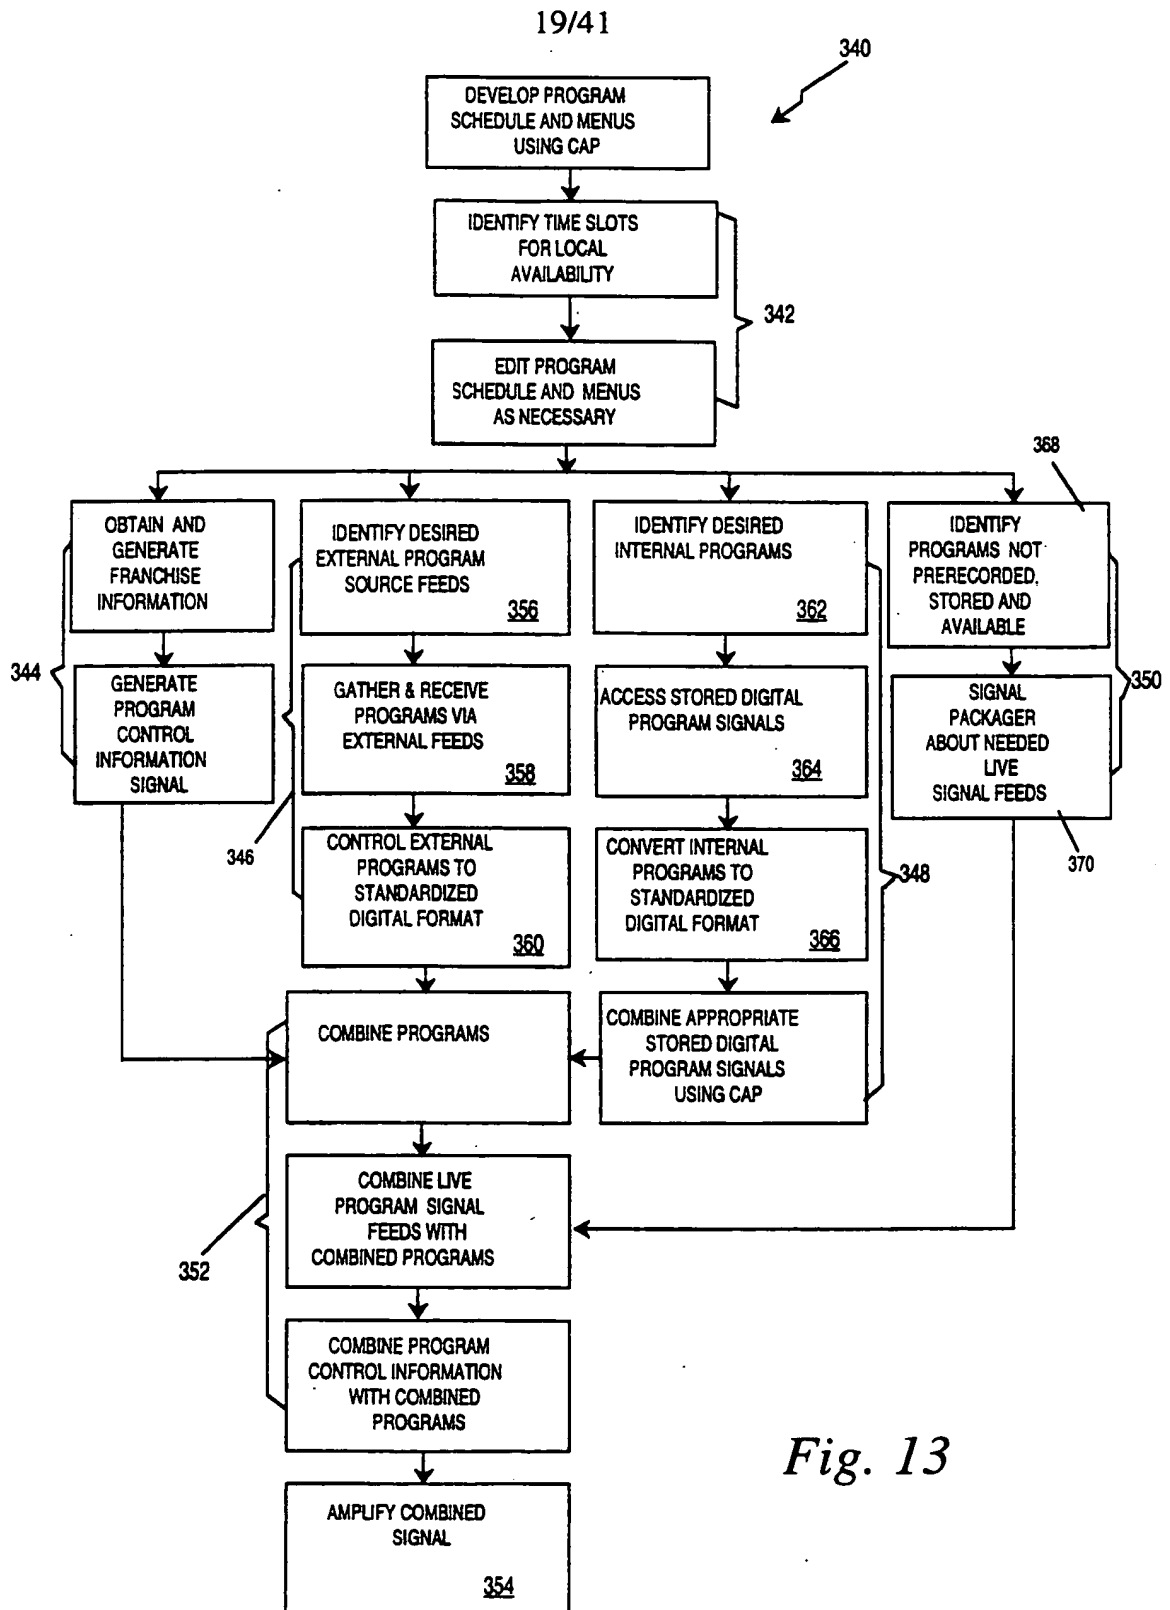 19/41
340
DEVELOP PROGRAM
SCHEDULE AND MENUS
USING CAP
IDENTIFY TIME SLOTS
FOR LOCAL
AVAILABILITY
342
EDIT PROGRAM
SCHEDULE AND MENUS
AS NECESSARY
368
OBTAIN AND
GENERATE
FRANCHISE
INFORMATION
IDENTIFY DESIRED
EXTERNAL PROGRAM
SOURCE FEEDS
356
IDENTIFY DESIRED
INTERNAL PROGRAMS
362
IDENTIFY
PROGRAMS NOT
PRERECORDED,
STORED AND
AVAILABLE
344
350
GENERATE
PROGRAM
CONTROL
INFORMATION
SIGNAL
GATHER & RECEIVE
PROGRAMS VIA
EXTERNAL FEEDS
358
ACCESS STORED DIGITAL
PROGRAM SIGNALS
364
SIGNAL
PACKAGER
ABOUT NEEDED
LIVE
SIGNAL FEEDS
346
370
CONTROL EXTERNAL
PROGRAMS TO
STANDARDIZED
DIGITAL FORMAT
360
CONVERT INTERNAL
PROGRAMS TO
STANDARDIZED
DIGITAL FORMAT
366
348
COMBINE PROGRAMS
COMBINE APPROPRIATE
STORED DIGITAL
PROGRAM SIGNALS
USING CAP
COMBINE LIVE
PROGRAM SIGNAL
FEEDS WITH
COMBINED PROGRAMS
352
COMBINE PROGRAM
CONTROL INFORMATION
WITH COMBINED
PROGRAMS
Fig. 13
AMPLIFY COMBINED
SIGNAL
354